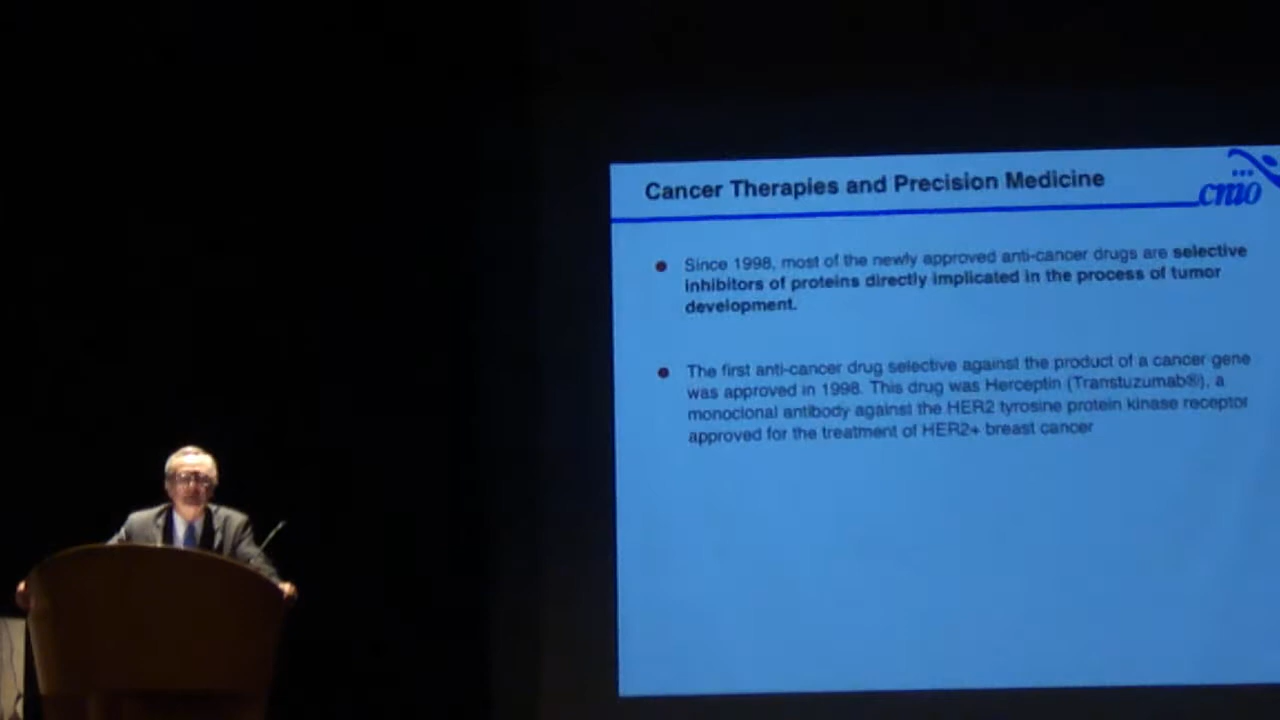 Cancer Therapies and Precision Medicine
cnio
Since 1998, most of the newly approved anti-cancer drugs are selective
inhibitors of proteins directly implicated in the process of tumor
development.
The first anti-cancer drug selective against the product of a cancer gene
was approved in 1998. This drug was Herceptin (Transtuzumab®), a
monoclonal antibody against the HER2 tyrosine protein kinase receptor
approved for the treatment of HER2+ breast cancer